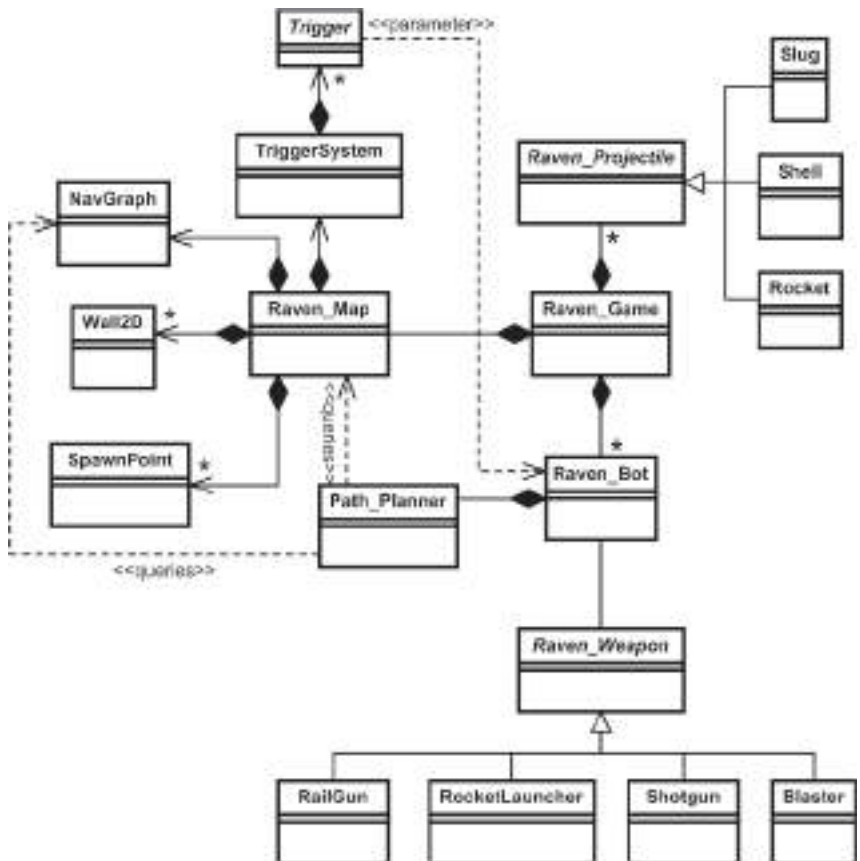 Trigger
<<parameter>>
*
Slug
TriggerSystem
Raven_Projectile
Shell
NavGraph
*
Rocket
Wall2D
*
Raven_Map
Raven_Game
<<queries>>
SpawnPoint
*
*
Raven_Bot
Path_Planner
<<queries>>
Raven_Weapon
RailGun
RocketLauncher
Shotgun
Blaster